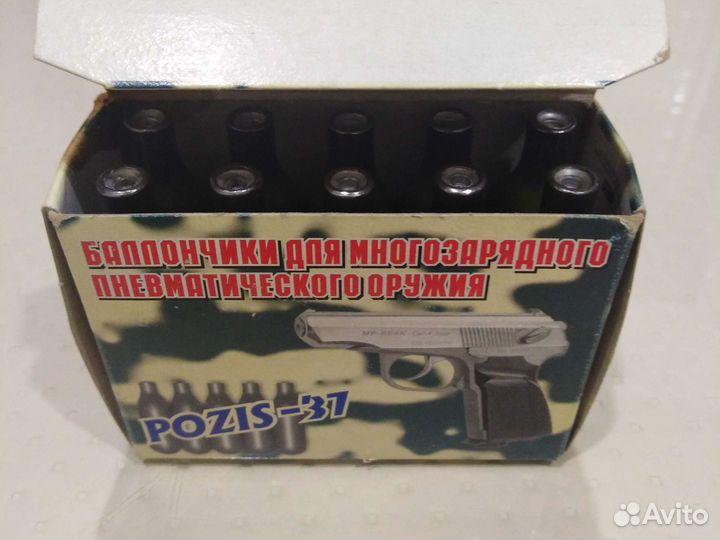 БАЛЛОНЧИКИ ДЛЯ МНОГОЗАРЯДНОГО
ПНЕВМАТИЧЕСКОГО ОРУЖИЯ
POZIS-37
Avito